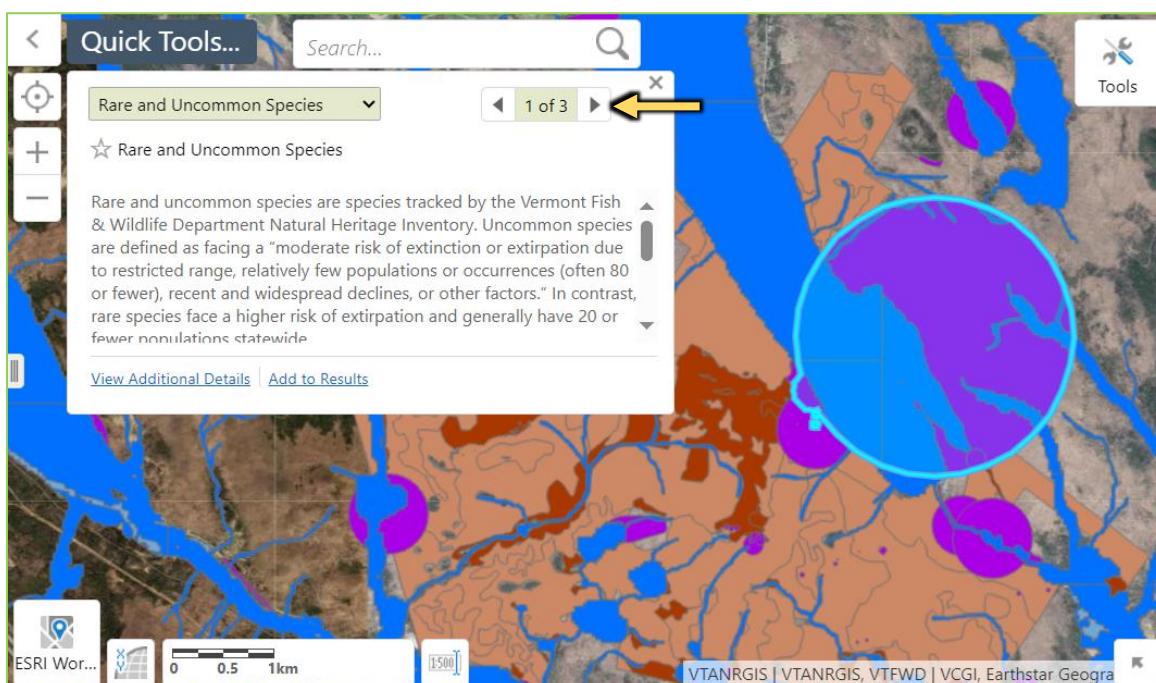 Quick Tools...
Search...
Tools
Rare and Uncommon Species
1 of 3
Rare and Uncommon Species
Rare and uncommon species are species tracked by the Vermont Fish
& Wildlife Department Natural Heritage Inventory. Uncommon species
are defined as facing a “moderate risk of extinction or extirpation due
to restricted range, relatively few populations or occurrences (often 80
or fewer), recent and widespread declines, or other factors.” In contrast,
rare species face a higher risk of extirpation and generally have 20 or
fewer populations statewide
View Additional Details
Add to Results
ESRI Wor...
X
Y
0 0.5 1km
1:500
VTANRGIS | VTANRGIS, VTFWD | VCGI, Earthstar Geogra